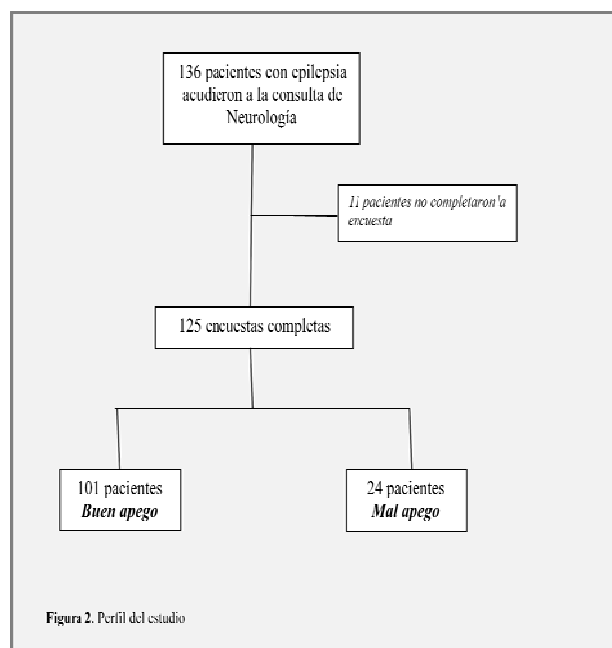 136 pacientes con epilepsia
acudieron a la consulta de
Neurología
11 pacientes no completaron la
encuesta
125 encuestas completas
101 pacientes
Buen apego
24 pacientes
Mal apego
Figura 2. Perfil del estudio